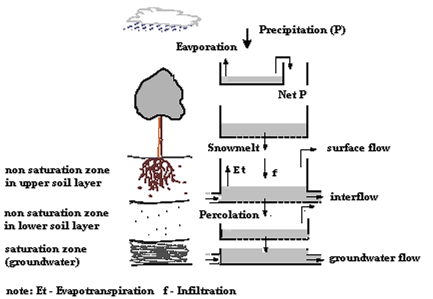 Precipitation (P)
Eavporation
Net P
Snowmelt
surface flow
Et
f
non saturation zone
in upper soil layer
interflow
Percolation
non saturation zone
in lower soil layer
saturation zone
(groundwater)
groundwater flow
note: Et - Evapotranspiration f - Infiltration